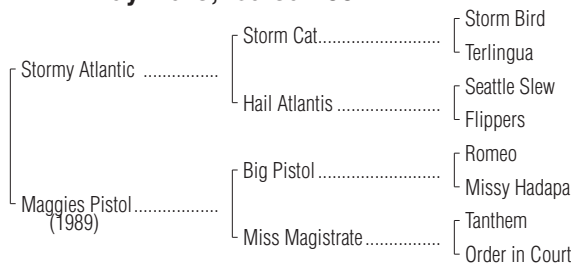 Storm Bird
Storm Cat..............................
Terlingua
Stormy Atlantic ..................
Seattle Slew
Hail Atlantis .........................
Flippers
Romeo
Big Pistol ..............................
Missy Hadapa
Maggies Pistol....................
(1989)
Tanthem
Miss Magistrate..................
Order in Court